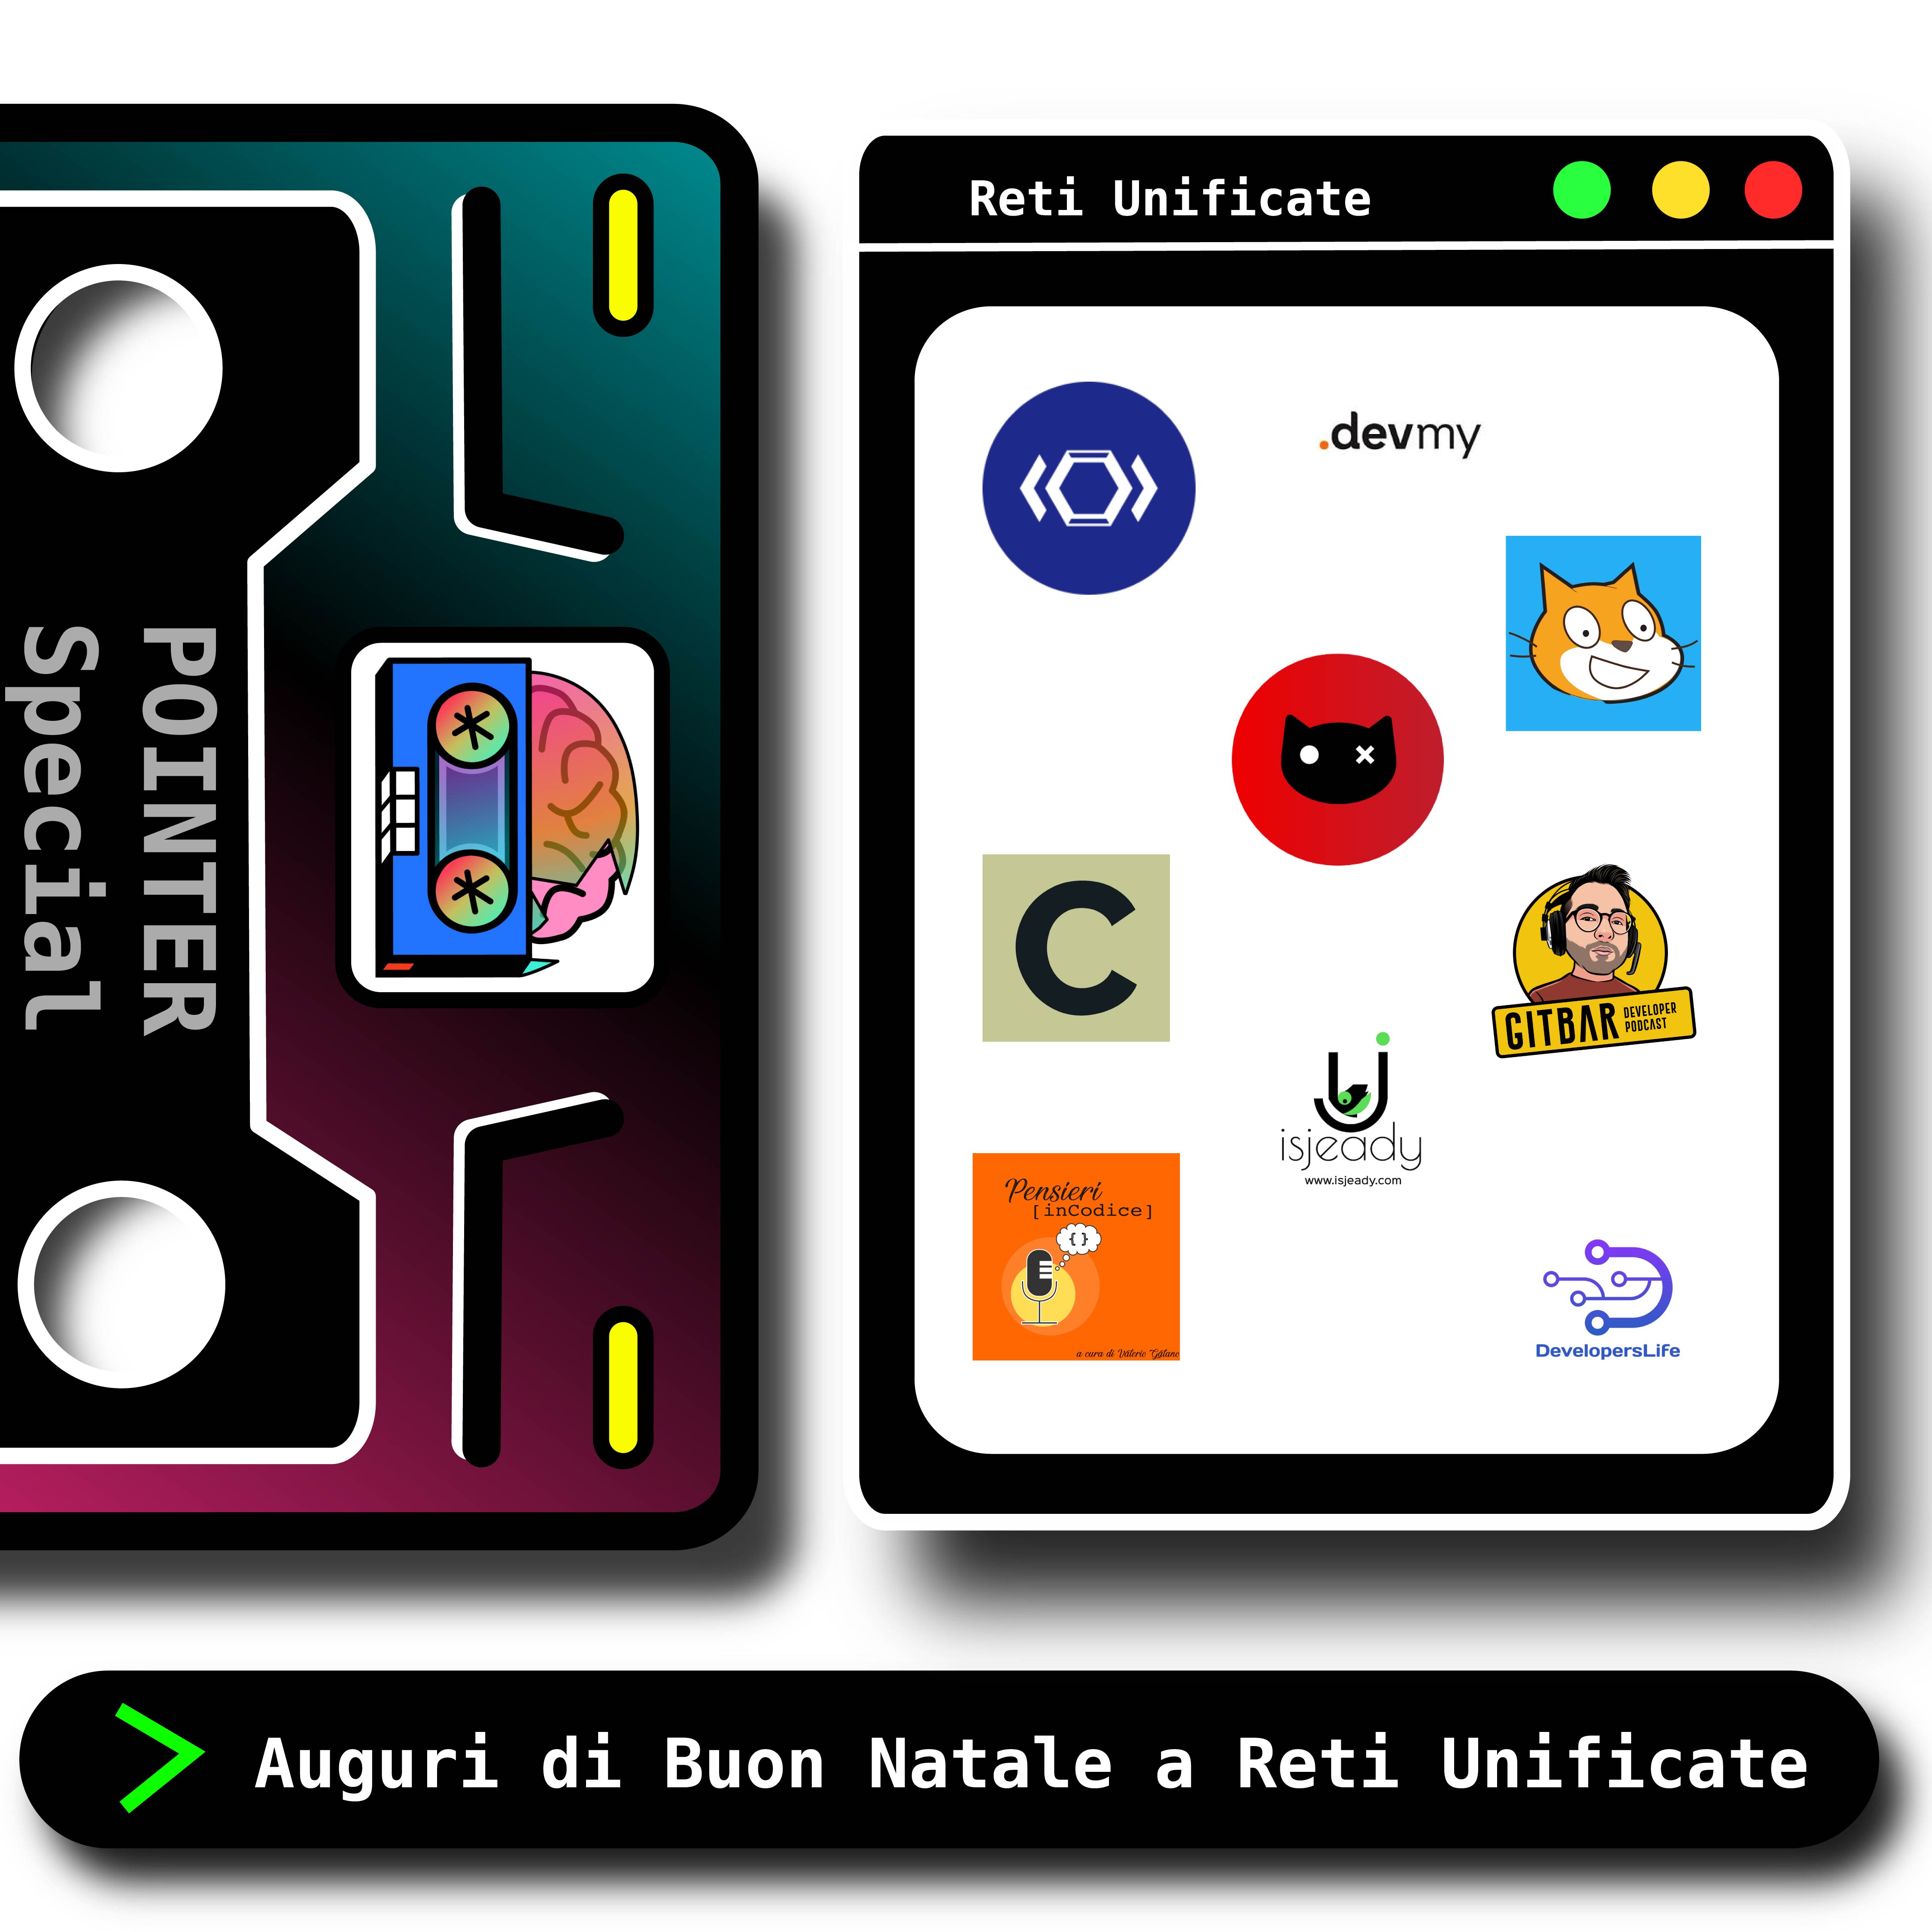 POINTER
Special
Reti Unificate
.devmy
C
GITBAR DEVELOPER
PODCAST
isjeady
www.isjeady.com
Pensieri
[inCodice]
{ }
a cura di Valerio Galano
DevelopersLife
> Auguri di Buon Natale a Reti Unificate